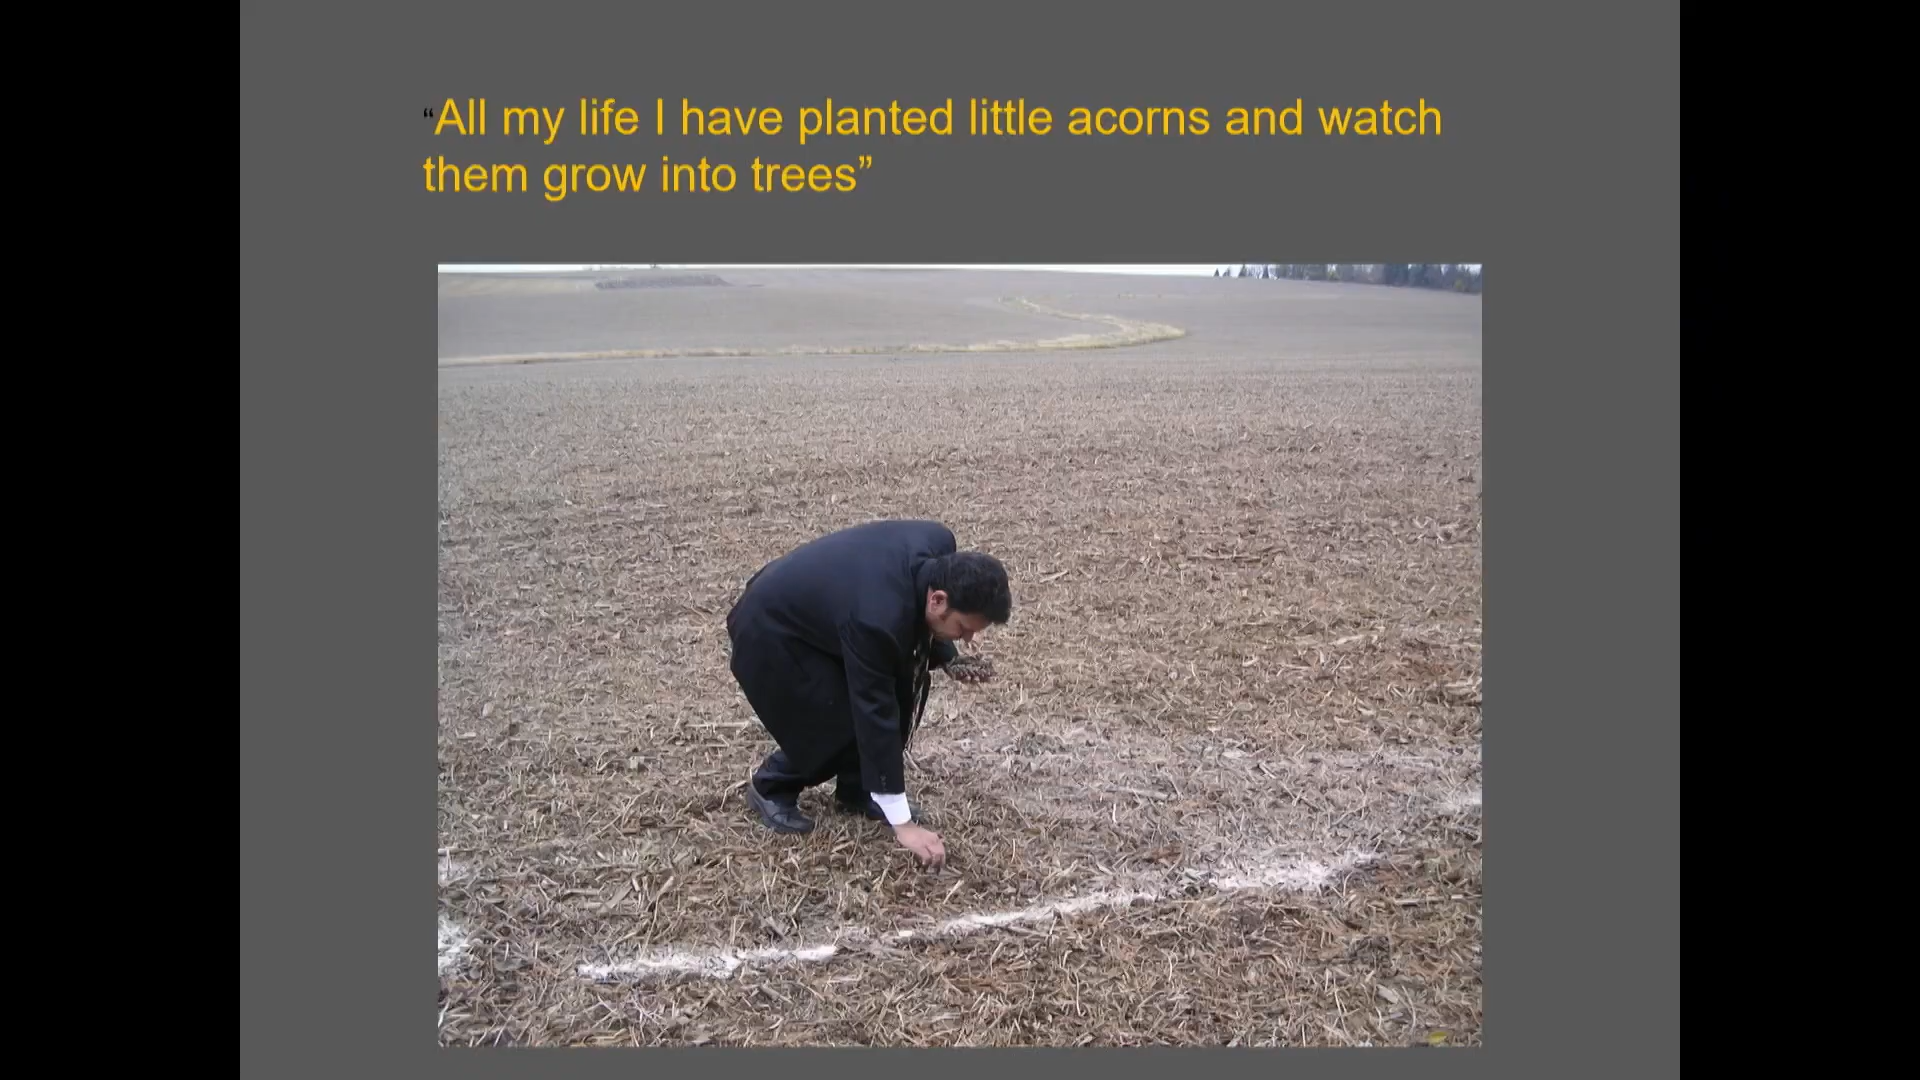 “All my life I have planted little acorns and watch
them grow into trees”